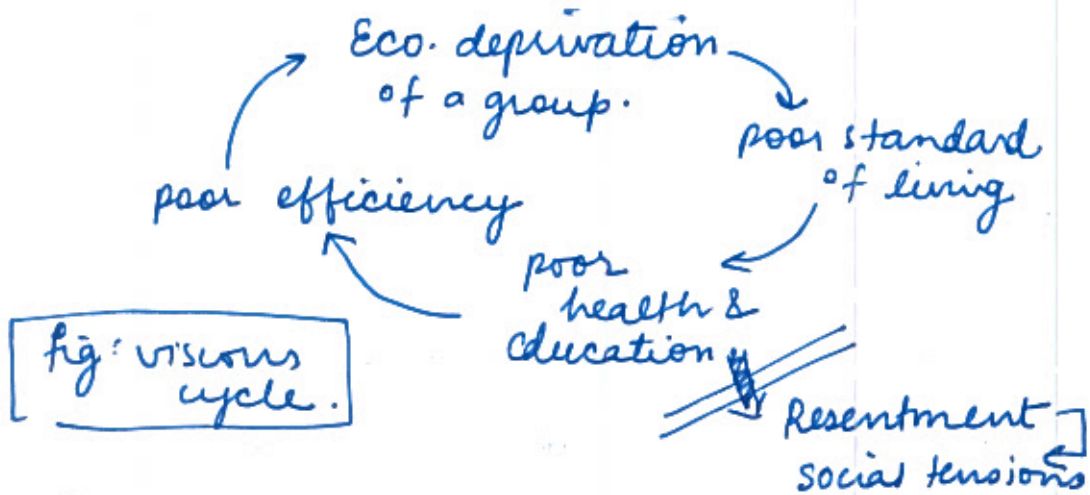 Eco. deprivation
of a group.
poor standard
of living
poor
health &
education
poor efficiency
Resentment
social tensions
fig: viscous
cycle.